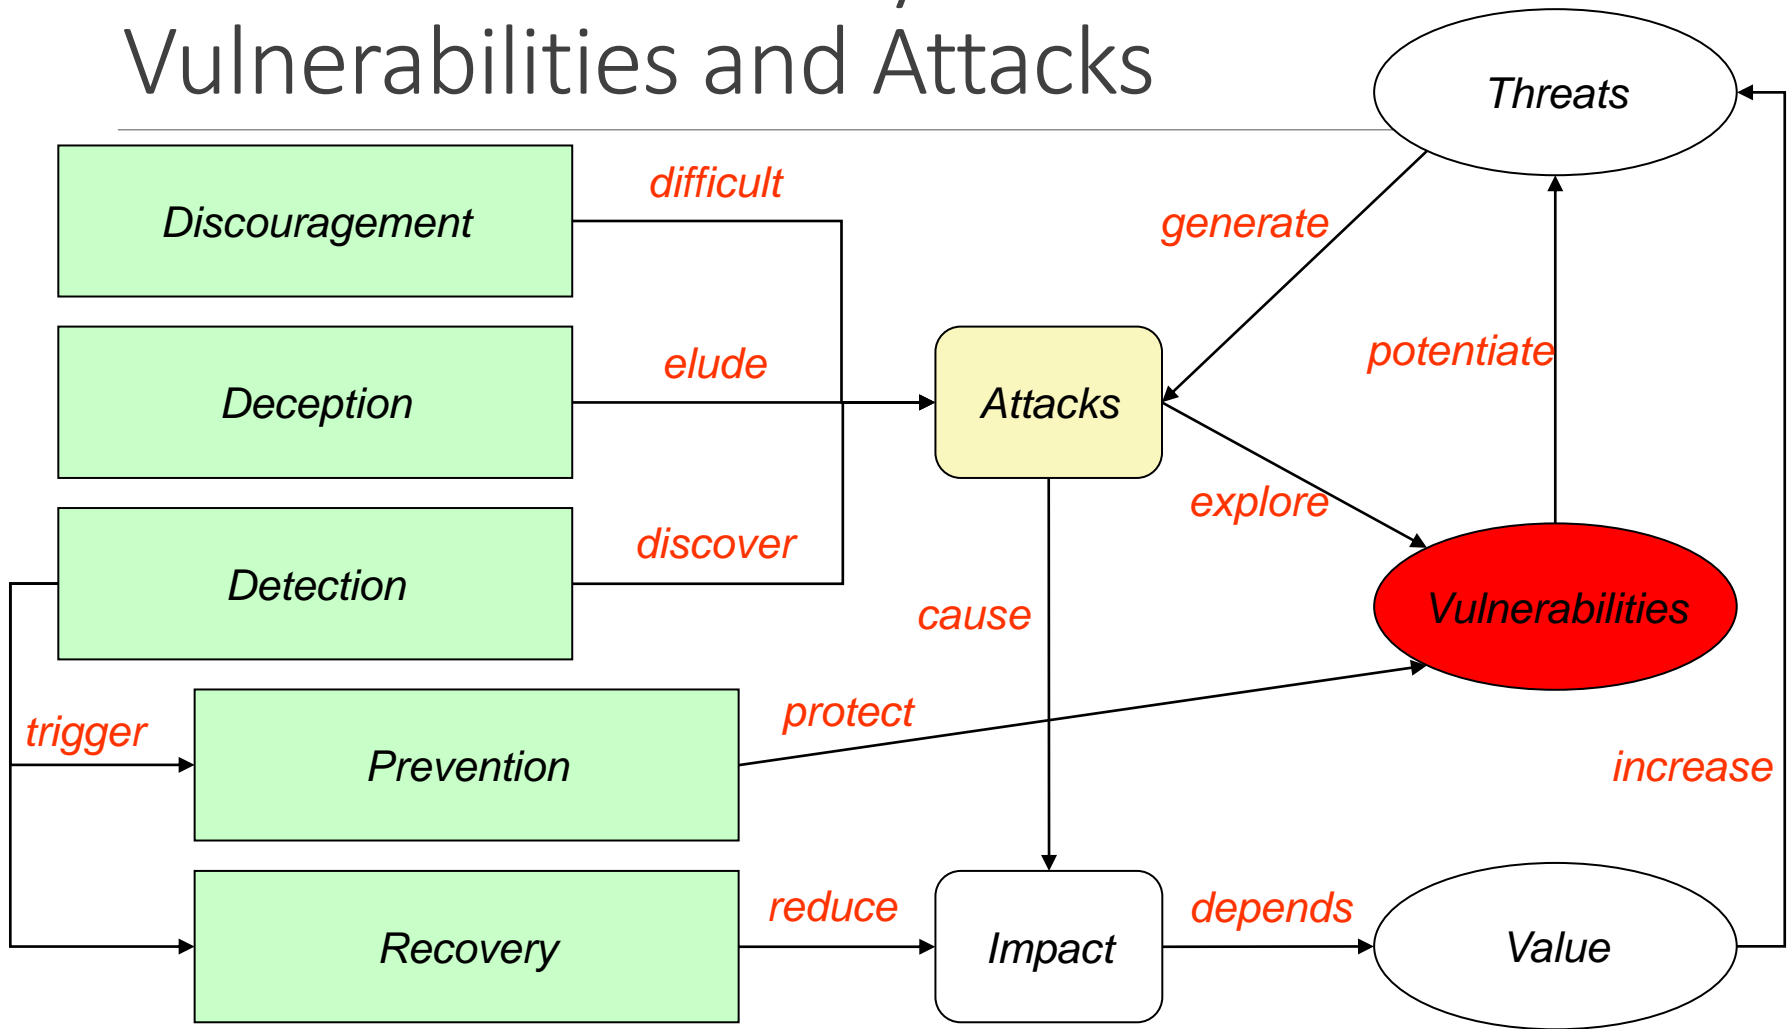 Vulnerabilities and Attacks
Threats
difficult
Discouragement
generate
potentiate
elude
Deception
Attacks
explore
discover
Detection
cause
Vulnerabilities
protect
trigger
Prevention
increase
reduce
depends
Recovery
Impact
Value